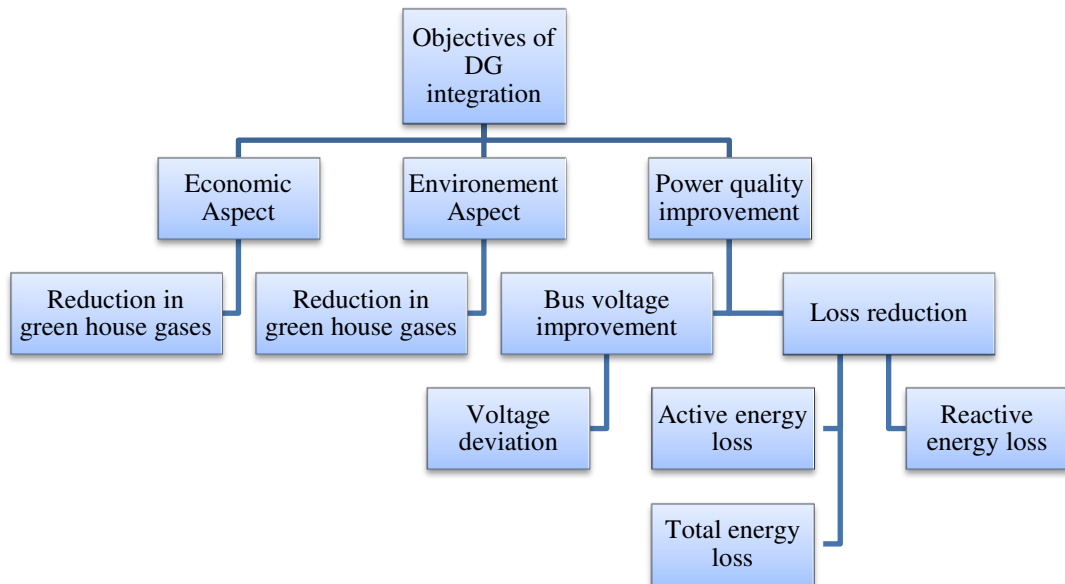 Objectives of
DG
integration
Economic
Aspect
Environement
Aspect
Power quality
improvement
Reduction in
green house gases
Reduction in
green house gases
Bus voltage
improvement
Loss reduction
Voltage
deviation
Active energy
loss
Reactive
energy loss
Total energy
loss